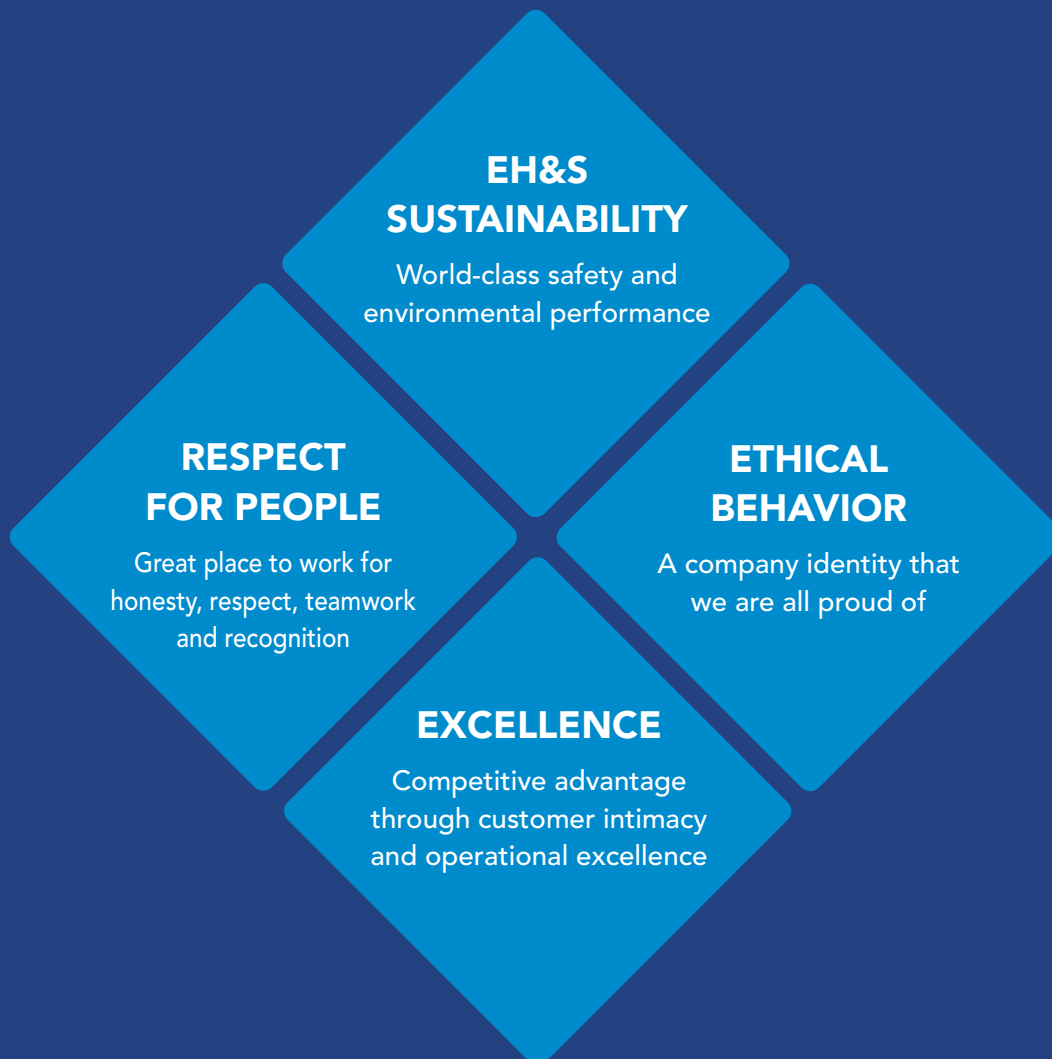 EH&S
SUSTAINABILITY
World-class safety and
environmental performance
RESPECT
FOR PEOPLE
Great place to work for
honesty, respect, teamwork
and recognition
ETHICAL
BEHAVIOR
A company identity that
we are all proud of
EXCELLENCE
Competitive advantage
through customer intimacy
and operational excellence